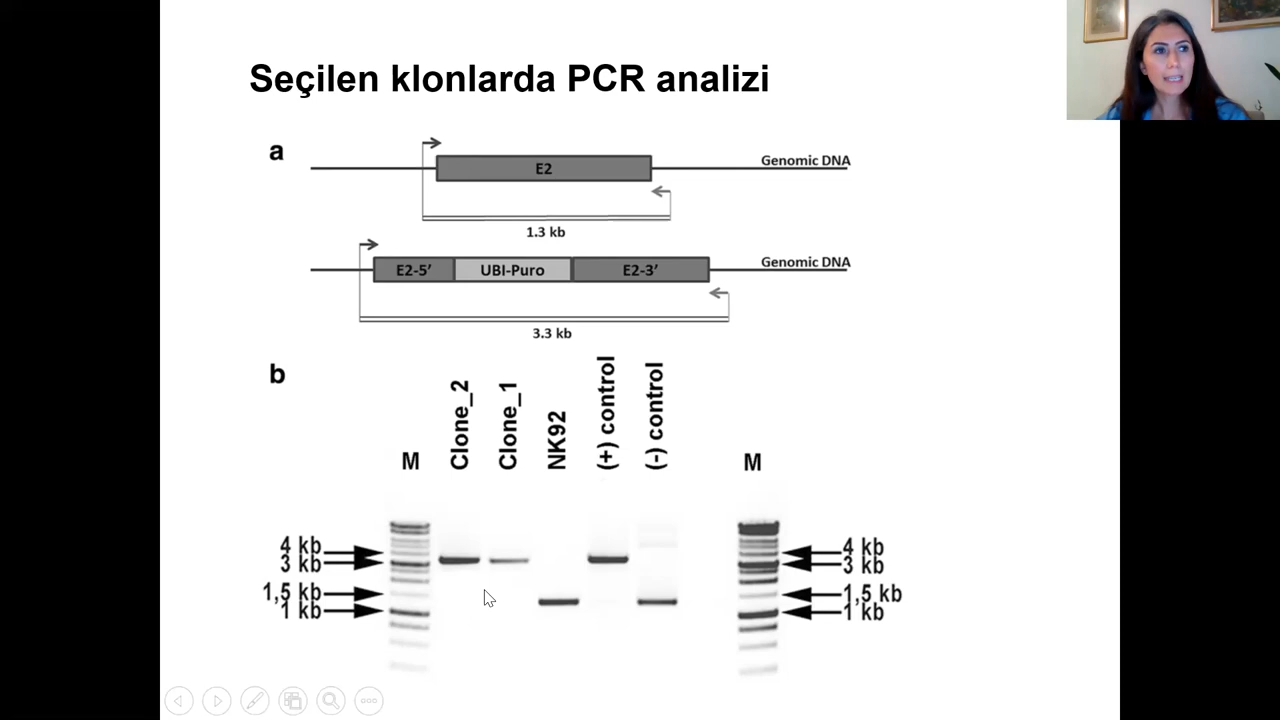 Seçilen klonlarda PCR analizi
a
Genomic DNA
E2
1.3 kb
Genomic DNA
E2-5′
UBI-Puro
E2-3′
3.3 kb
b
M
Clone_2
Clone_1
NK92
(+) control
(-) control
M
4 kb
3 kb
1,5 kb
1 kb
4 kb
3 kb
1,5 kb
1 kb